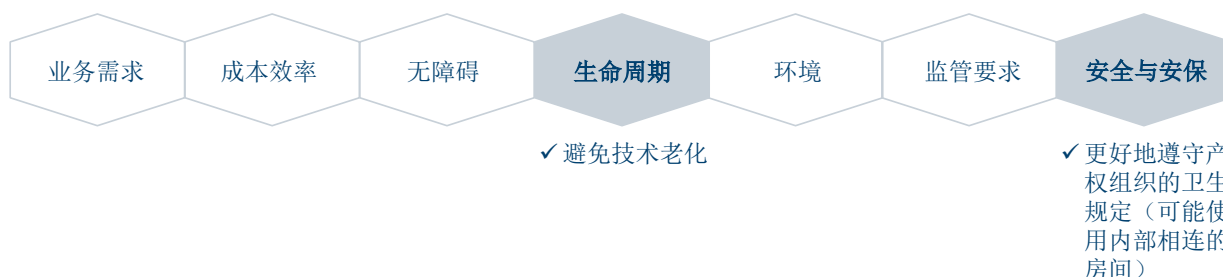 业务需求
成本效率
无障碍
生命周期
环境
监管要求
安全与安保
✓避免技术老化
✓更好地遵守产
权组织的卫生
规定（可能使
用内部相连的
房间）